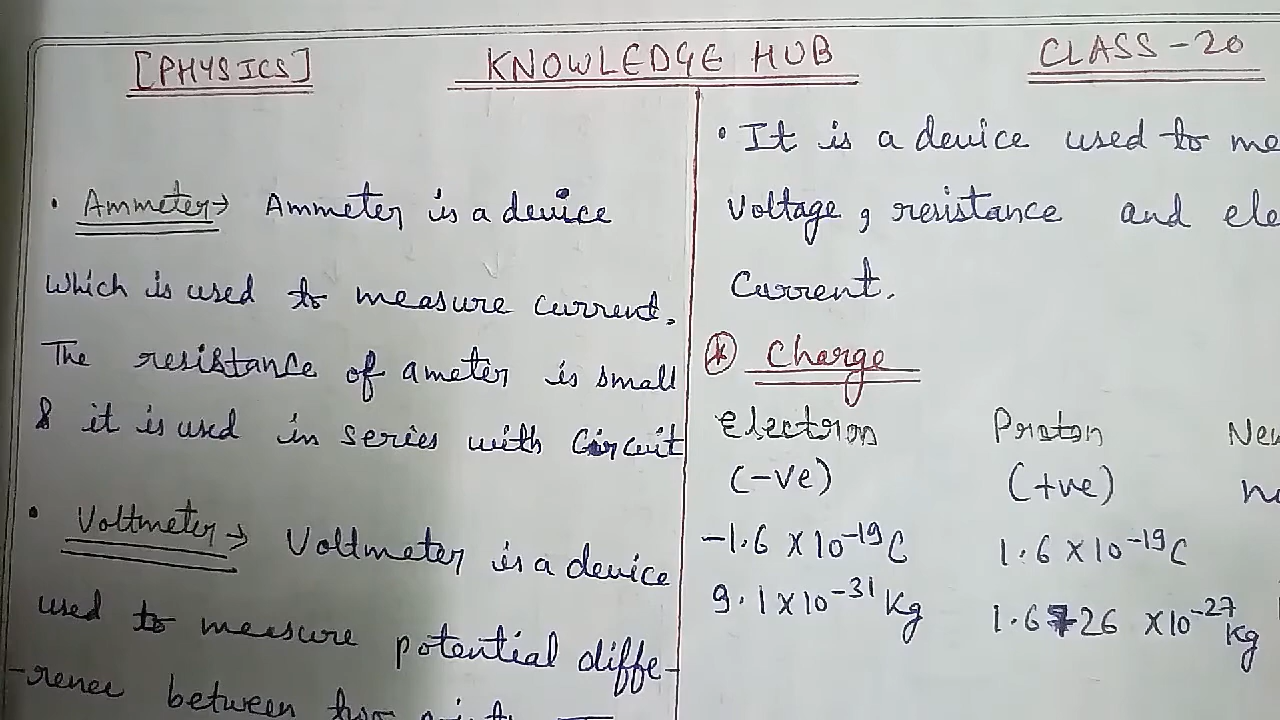 [PHYSICS] KNOWLEDGE HUB CLASS-20
• Ammeter→ Ammeter is a device
which is used to measure current.
The resistance of ameter is small
& it is used in series with Circuit
• Voltmeter→ Voltmeter is a device
used to measure potential diffe-
-rence between
• It is a device used to me
Voltage, resistance and ele
Current.
* Charge
Electron Proton Neu
(-ve) (+ve)
-1.6 × 10⁻¹⁹ C 1.6 × 10⁻¹⁹ C
9.1 × 10⁻³¹ Kg 1.6726 × 10⁻²⁷ Kg